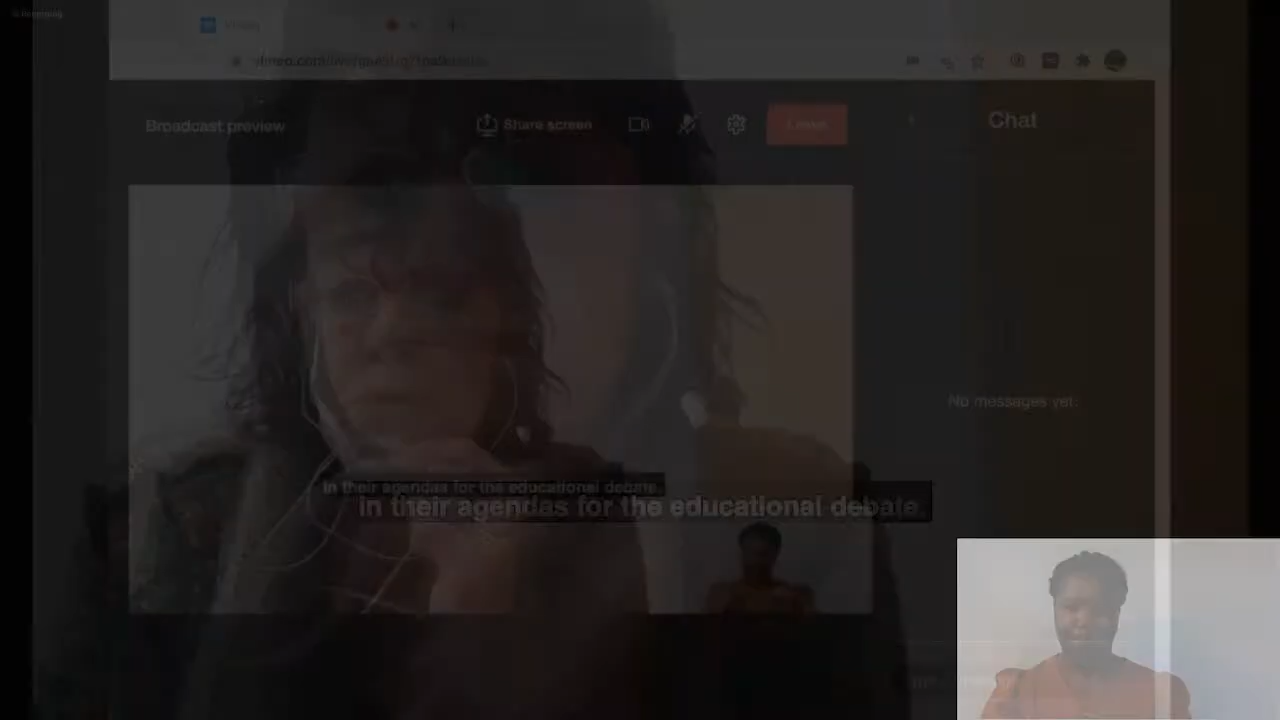 Broadcast preview
Share screen
Leave
Chat
No messages yet.
in their agendas for the educational debate.
in their agendas for the educational debate.